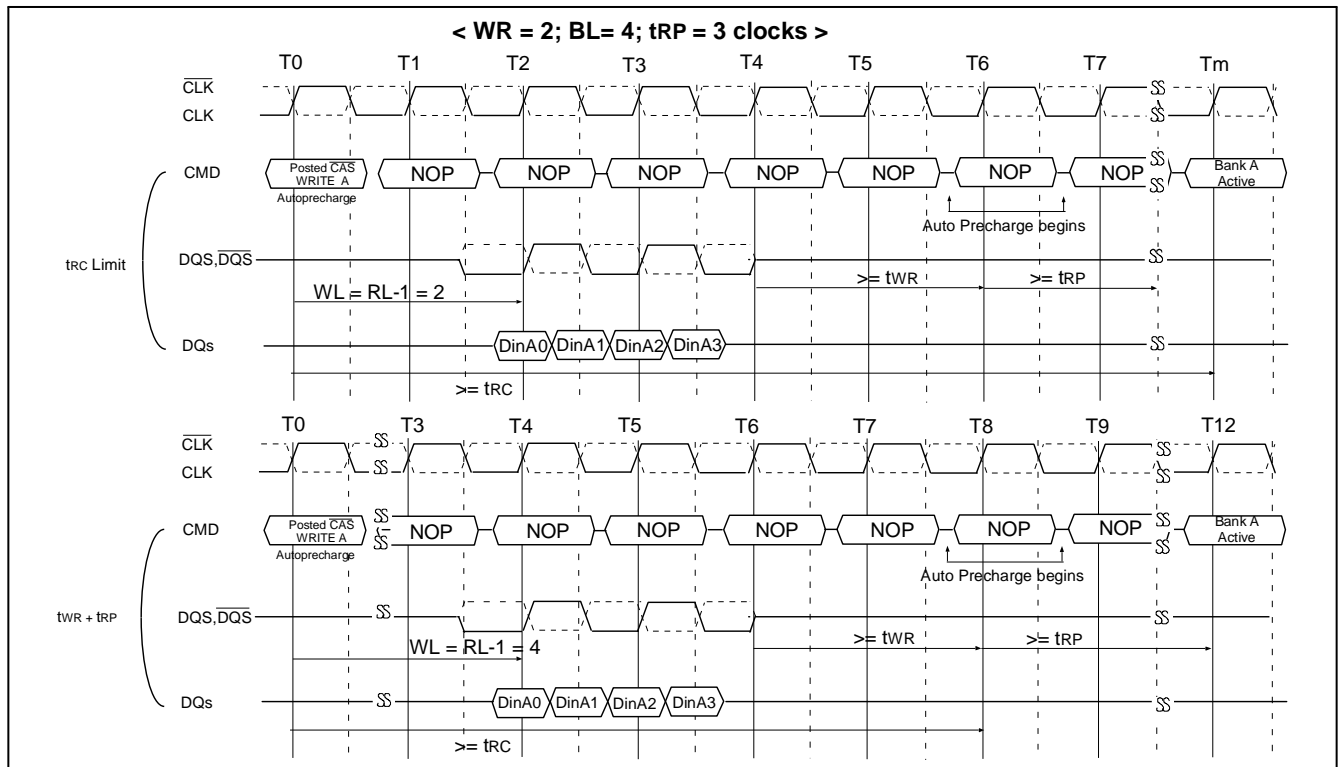 < WR = 2; BL= 4; tRP = 3 clocks >
T0 T1 T2 T3 T4 T5 T6 T7 Tm
CLK
CLK
CMD
Posted CAS
WRITE A
NOP NOP NOP NOP NOP NOP NOP
Bank A
Active
Autoprecharge
Auto Precharge begins
tRC Limit
DQS,DQS
>= tWR >= tRP
WL = RL-1 = 2
DQs
DinA0 DinA1 DinA2 DinA3
>= tRC
T0 T3 T4 T5 T6 T7 T8 T9 T12
CLK
CLK
CMD
Posted CAS
WRITE A
NOP NOP NOP NOP NOP NOP NOP
Bank A
Active
Autoprecharge
Auto Precharge begins
tWR + tRP
DQS,DQS
>= tWR >= tRP
WL = RL-1 = 4
DQs
DinA0 DinA1 DinA2 DinA3
>= tRC